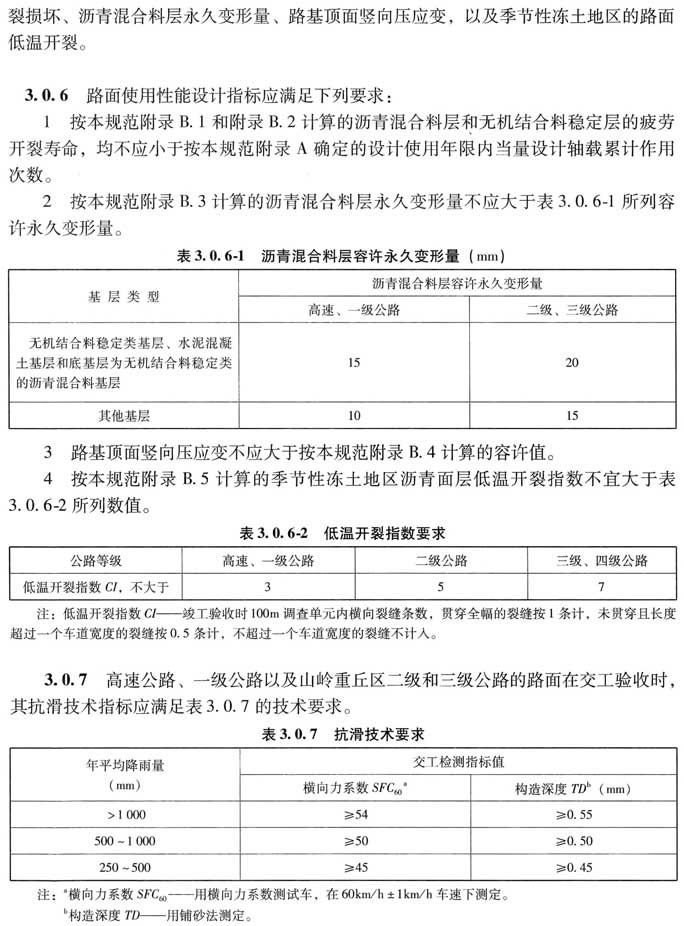 裂损坏、沥青混合料层永久变形量、路基顶面竖向压应变，以及季节性冻土地区的路面
低温开裂。
3.0.6 路面使用性能设计指标应满足下列要求：
1 按本规范附录 B.1 和附录 B.2 计算的沥青混合料层和无机结合料稳定层的疲劳
开裂寿命，均不应小于按本规范附录 A 确定的设计使用年限内当量设计轴载累计作用
次数。
2 按本规范附录 B.3 计算的沥青混合料层永久变形量不应大于表 3.0.6-1 所列容
许永久变形量。
表 3.0.6-1 沥青混合料层容许永久变形量（mm）
基层类型
沥青混合料层容许永久变形量
高速、一级公路 二级、三级公路
无机结合料稳定类基层、水泥混凝
土基层和底基层为无机结合料稳定类
的沥青混合料基层
15 20
其他基层 10 15
3 路基顶面竖向压应变不应大于按本规范附录 B.4 计算的容许值。
4 按本规范附录 B.5 计算的季节性冻土地区沥青面层低温开裂指数不宜大于表
3.0.6-2 所列数值。
表 3.0.6-2 低温开裂指数要求
公路等级 高速、一级公路 二级公路 三级、四级公路
低温开裂指数 CI，不大于 3 5 7
注：低温开裂指数 CI——竣工验收时 100m 调查单元内横向裂缝条数，贯穿全幅的裂缝按 1 条计，未贯穿且长度
超过一个车道宽度的裂缝按 0.5 条计，不超过一个车道宽度的裂缝不计入。
3.0.7 高速公路、一级公路以及山岭重丘区二级和三级公路的路面在交工验收时，
其抗滑技术指标应满足表 3.0.7 的技术要求。
表 3.0.7 抗滑技术要求
年平均降雨量
（mm）
交工检测指标值
横向力系数 SFC₆₀ᵃ 构造深度 TDᵇ（mm）
>1 000 ≥54 ≥0.55
500～1 000 ≥50 ≥0.50
250～500 ≥45 ≥0.45
注：ᵃ横向力系数 SFC₆₀——用横向力系数测试车，在 60km/h±1km/h 车速下测定。
ᵇ构造深度 TD——用铺砂法测定。